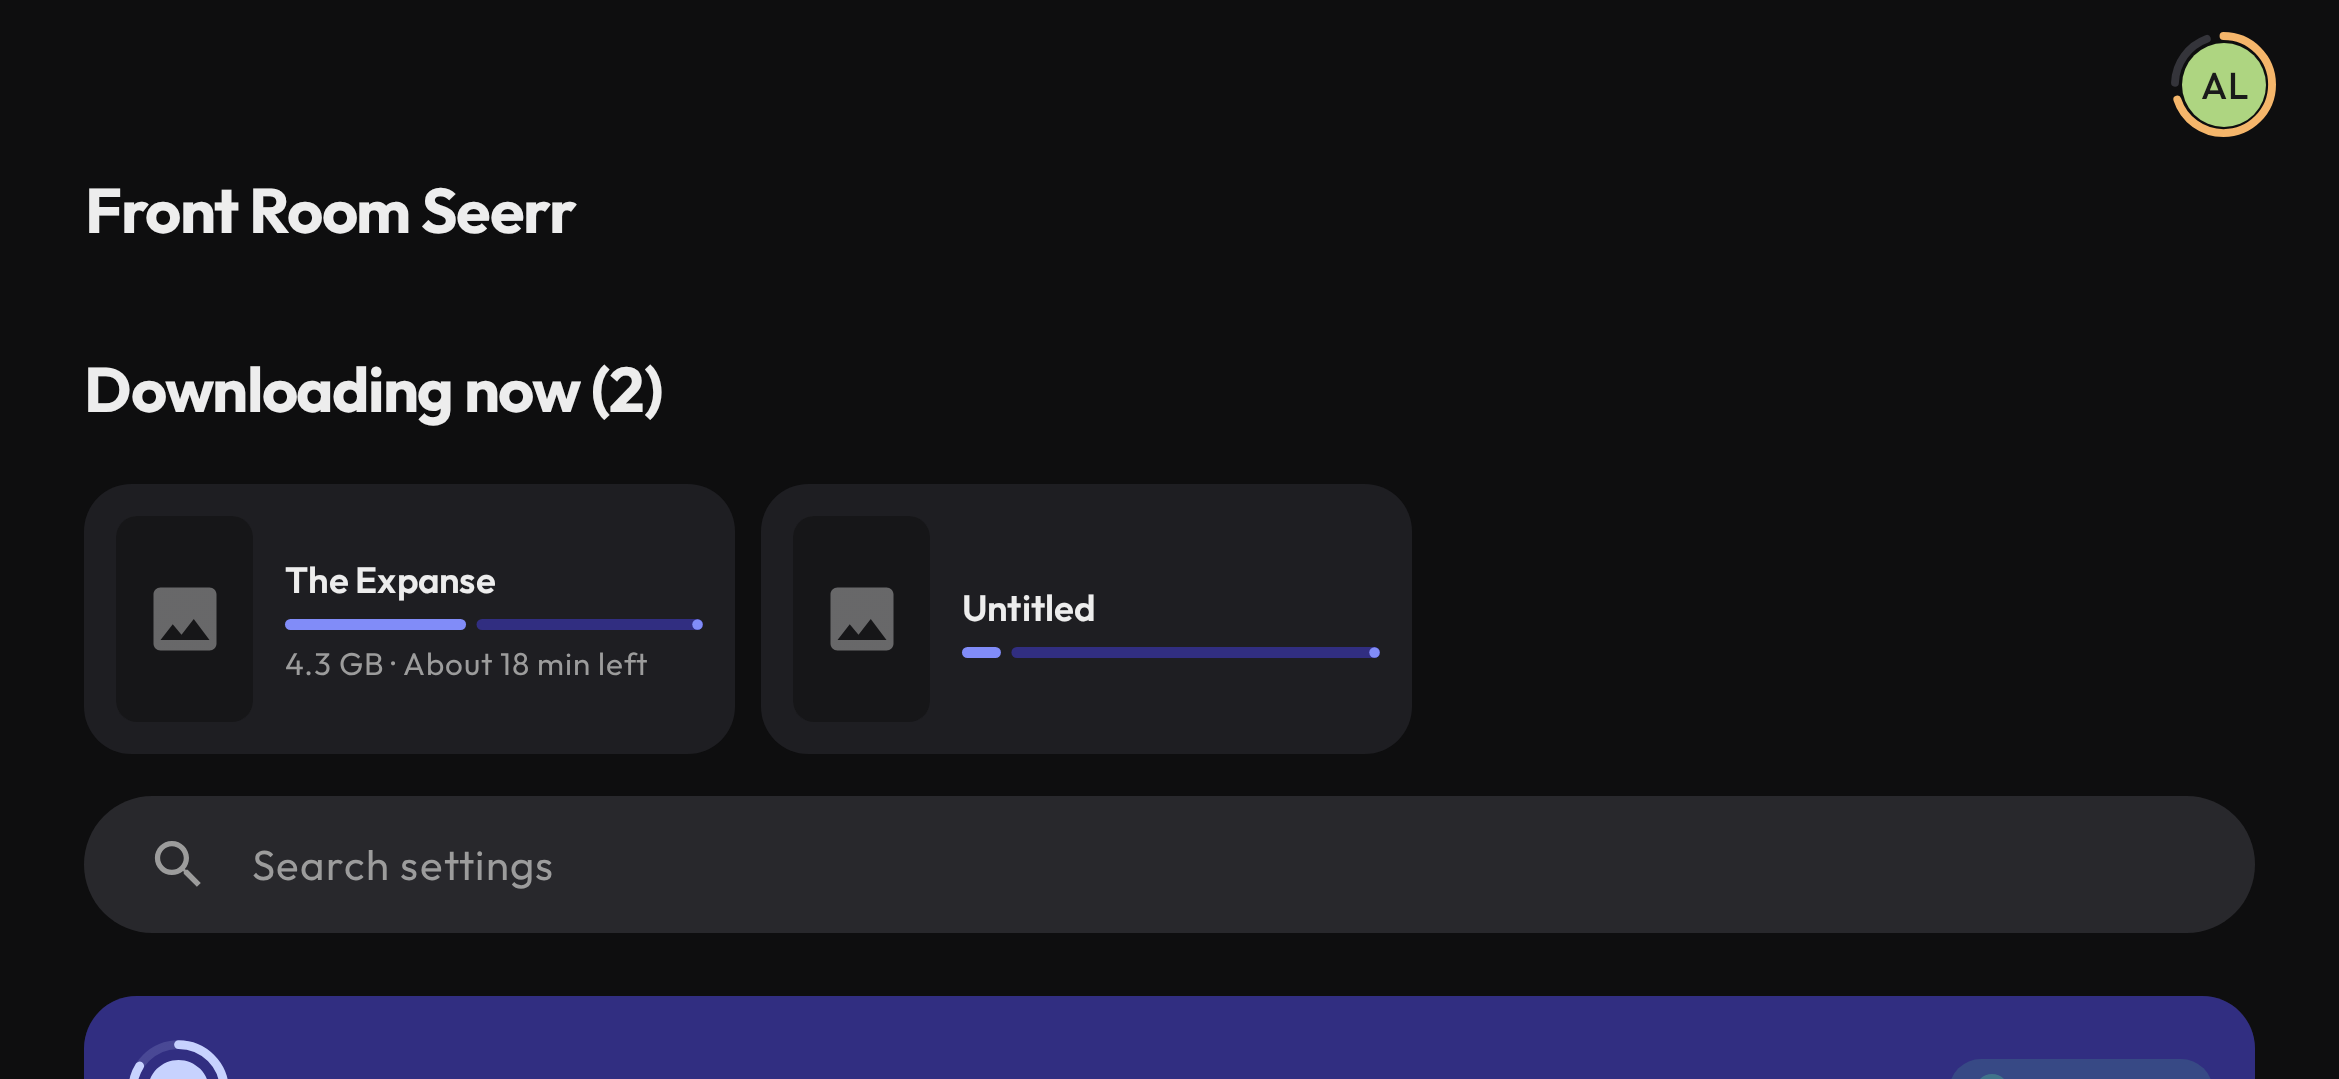 AL
Front Room Seerr
Downloading now (2)
The Expanse
4.3 GB · About 18 min left
Untitled
Search settings